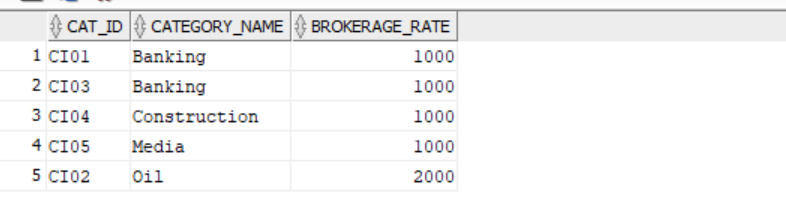 CAT_ID CATEGORY_NAME BROKERAGE_RATE
1 CI01 Banking 1000
2 CI03 Banking 1000
3 CI04 Construction 1000
4 CI05 Media 1000
5 CI02 Oil 2000